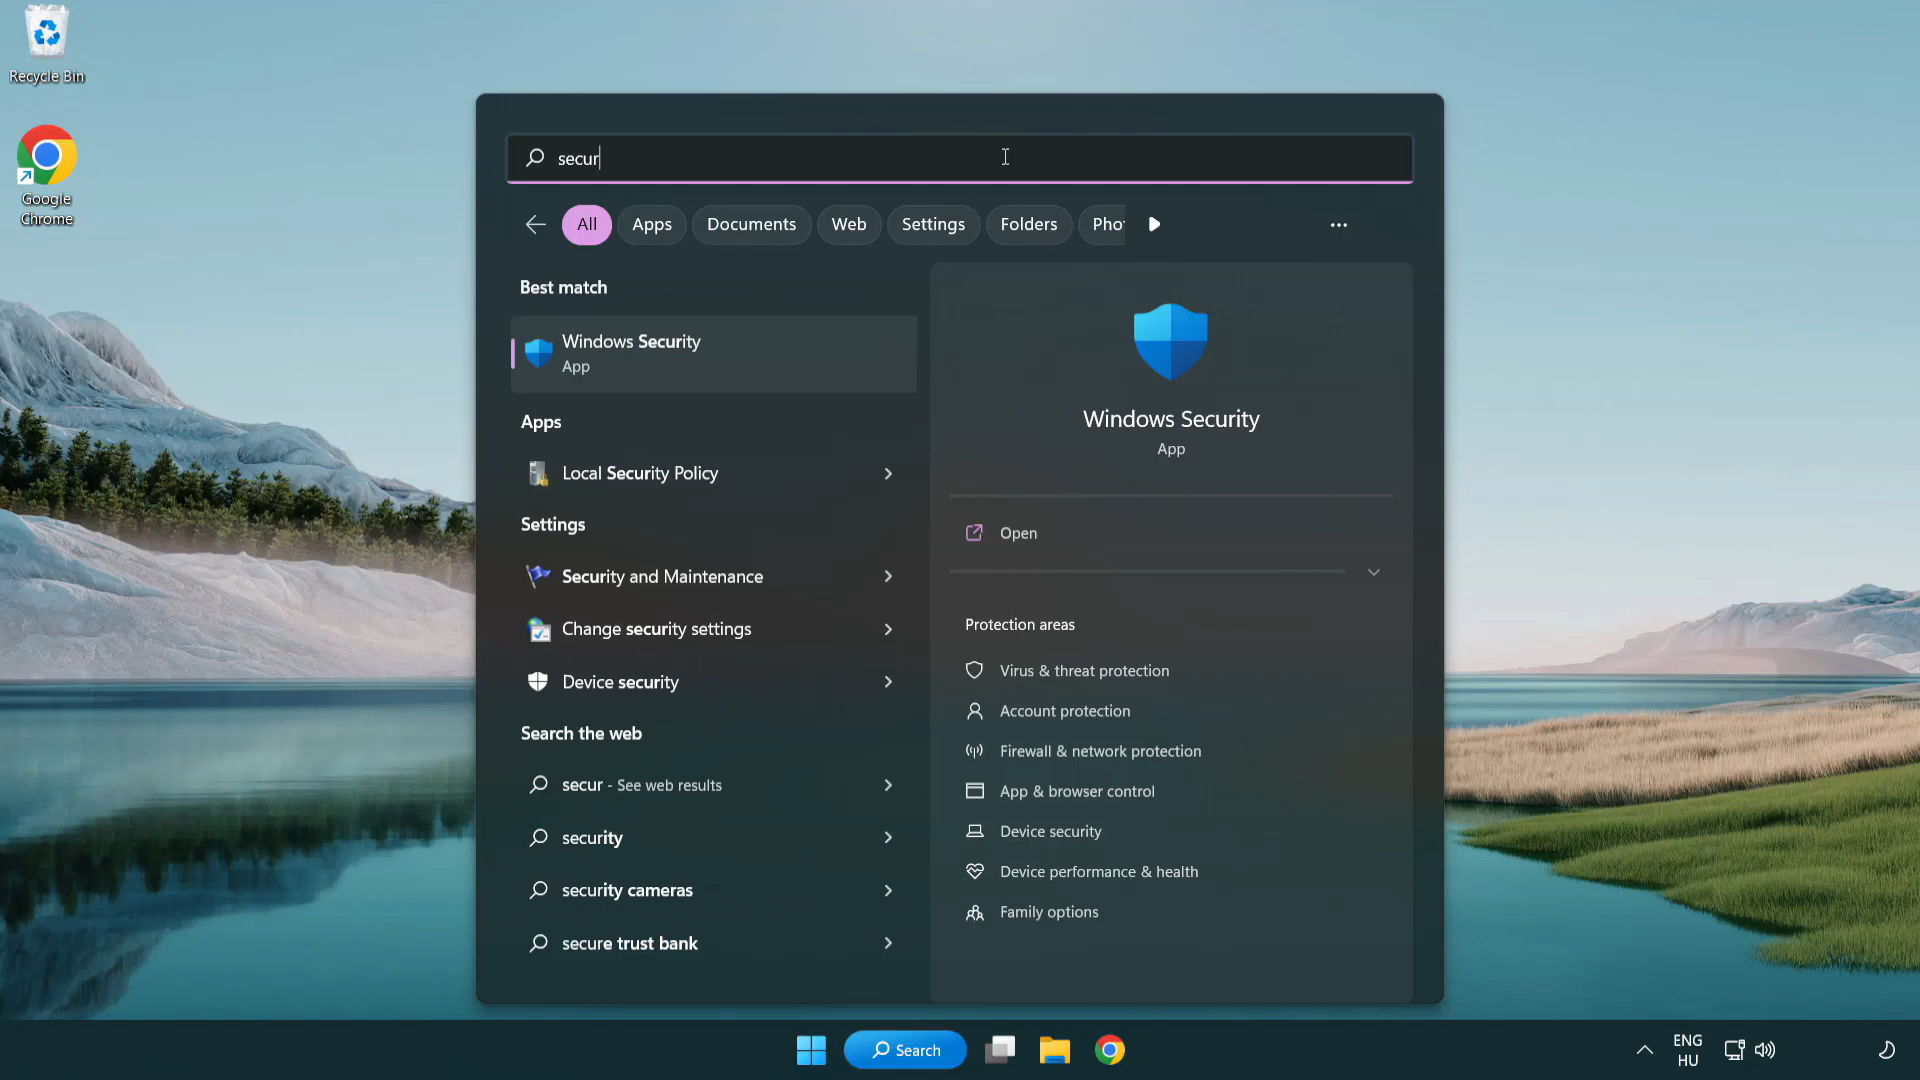 Recycle Bin
Google
Chrome
secur
All
Apps
Documents
Web
Settings
Folders
Pho
Best match
Windows Security
App
Apps
Local Security Policy
Settings
Security and Maintenance
Change security settings
Device security
Search the web
secur - See web results
security
security cameras
secure trust bank
Windows Security
App
Open
Protection areas
Virus & threat protection
Account protection
Firewall & network protection
App & browser control
Device security
Device performance & health
Family options
Search
ENG
HU